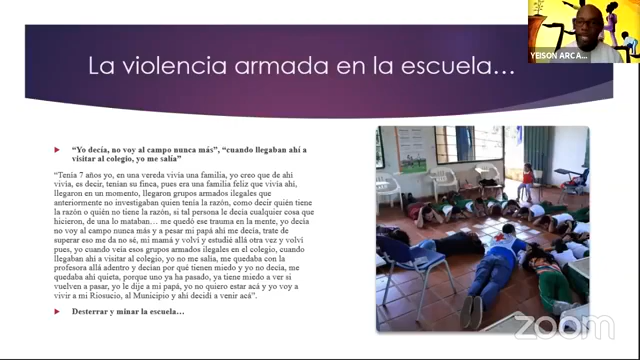 La violencia armada en la escuela…
YEISON ARCA...
“Yo decía, no voy al campo nunca más”, “cuando llegaban ahí a
visitar al colegio, yo me salía”
“Tenía 7 años yo, en una vereda vivía una familia, yo creo que de ahí
vivía, es decir, tenían su finca, pues era una familia feliz que vivía ahí,
llegaron en un momento, llegaron grupos armados ilegales que
anteriormente no investigaban quien tenía la razón, como decir quién tiene
la razón o quién no tiene la razón, si tal persona le decía cualquier cosa que
hicieron, de una lo mataban… me quedó ese trauma en la mente, yo decía
no voy al campo nunca más y a pesar mi papá ahí me decía, trate de
superar eso me da no sé, mi mamá y volví y estudié allá otra vez y volví
pues, yo cuando veía esos grupos armados ilegales en el colegio, cuando
llegaban ahí a visitar al colegio, yo no me salía, me quedaba con la
profesora allá adentro y decían por qué tienen miedo y yo no decía, me
quedaba ahí quieta, porque uno ya ha pasado, ya tiene miedo a ver si
vuelven a pasar, yo le dije a mi papá, yo no quiero estar acá y yo voy a
vivir a mi Riosucio, al Municipio y ahí decidí a venir acá”.
Desterrar y minar la escuela…
zoom